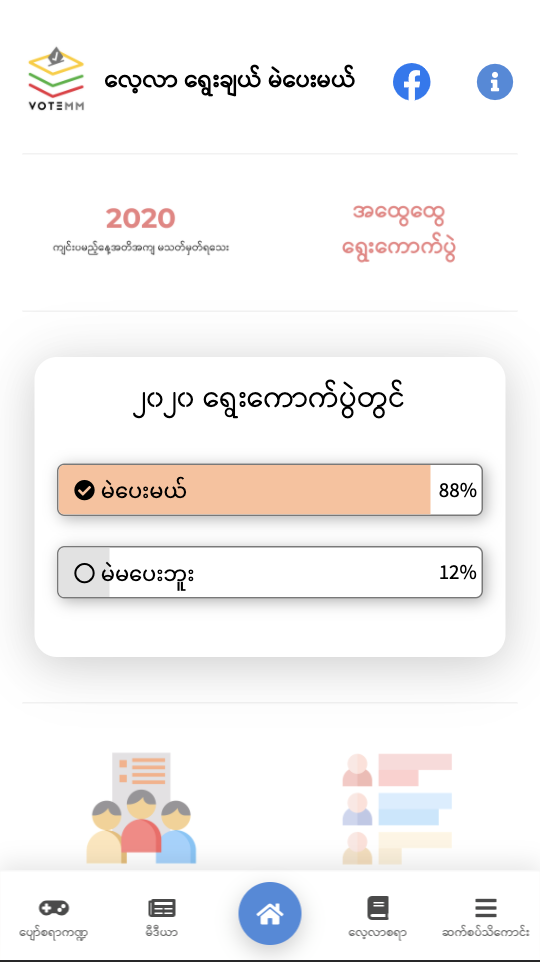 VOTEMM
လေ့လာ ရွေးချယ် မဲပေးမယ်
2020
ကျင်းပမည့်နေ့အတိအကျ မသတ်မှတ်ရသေး
အထွေထွေ
ရွေးကောက်ပွဲ
၂၀၂၀ ရွေးကောက်ပွဲတွင်
မဲပေးမယ် 88%
မဲမပေးဘူး 12%
ပျော်စရာကဏ္ဍ
မီဒီယာ
လေ့လာစရာ
ဆက်စပ်သိကောင်း